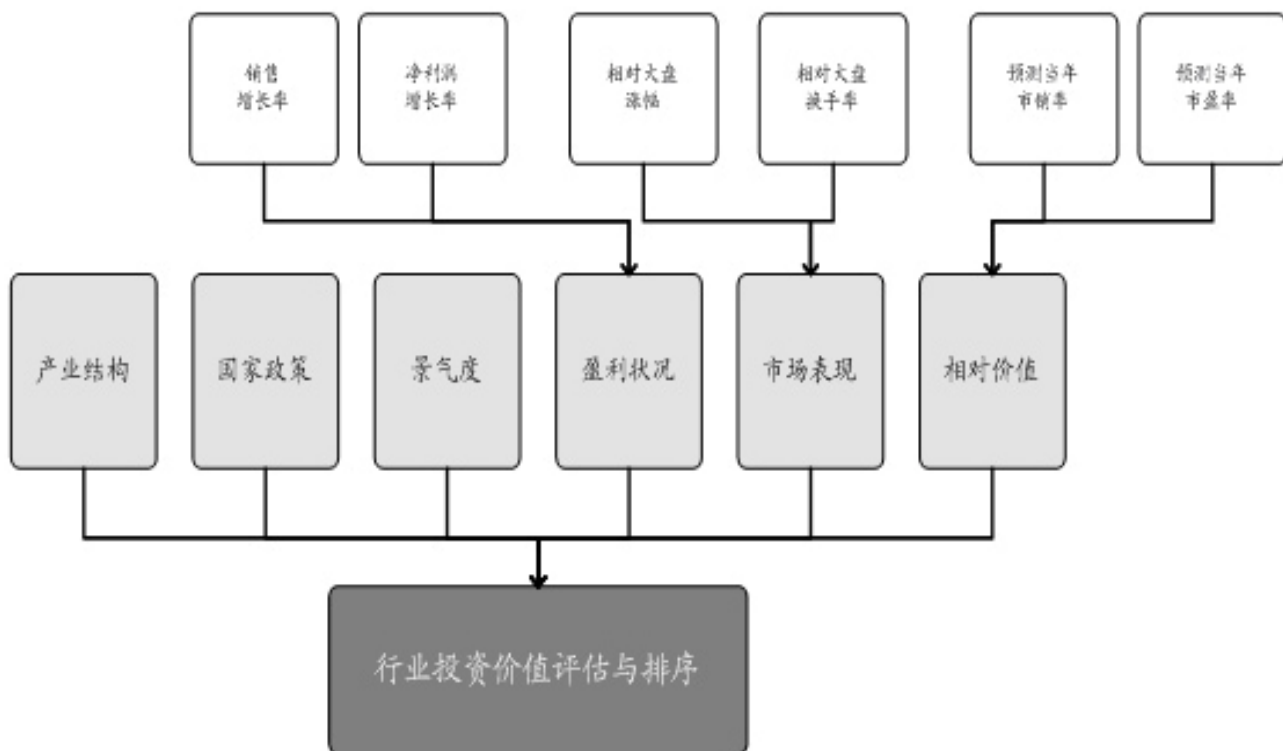 销售
增长率
净利润
增长率
相对大盘
涨幅
相对大盘
换手率
预测当年
市销率
预测当年
市盈率
产业结构
国家政策
景气度
盈利状况
市场表现
相对价值
行业投资价值评估与排序